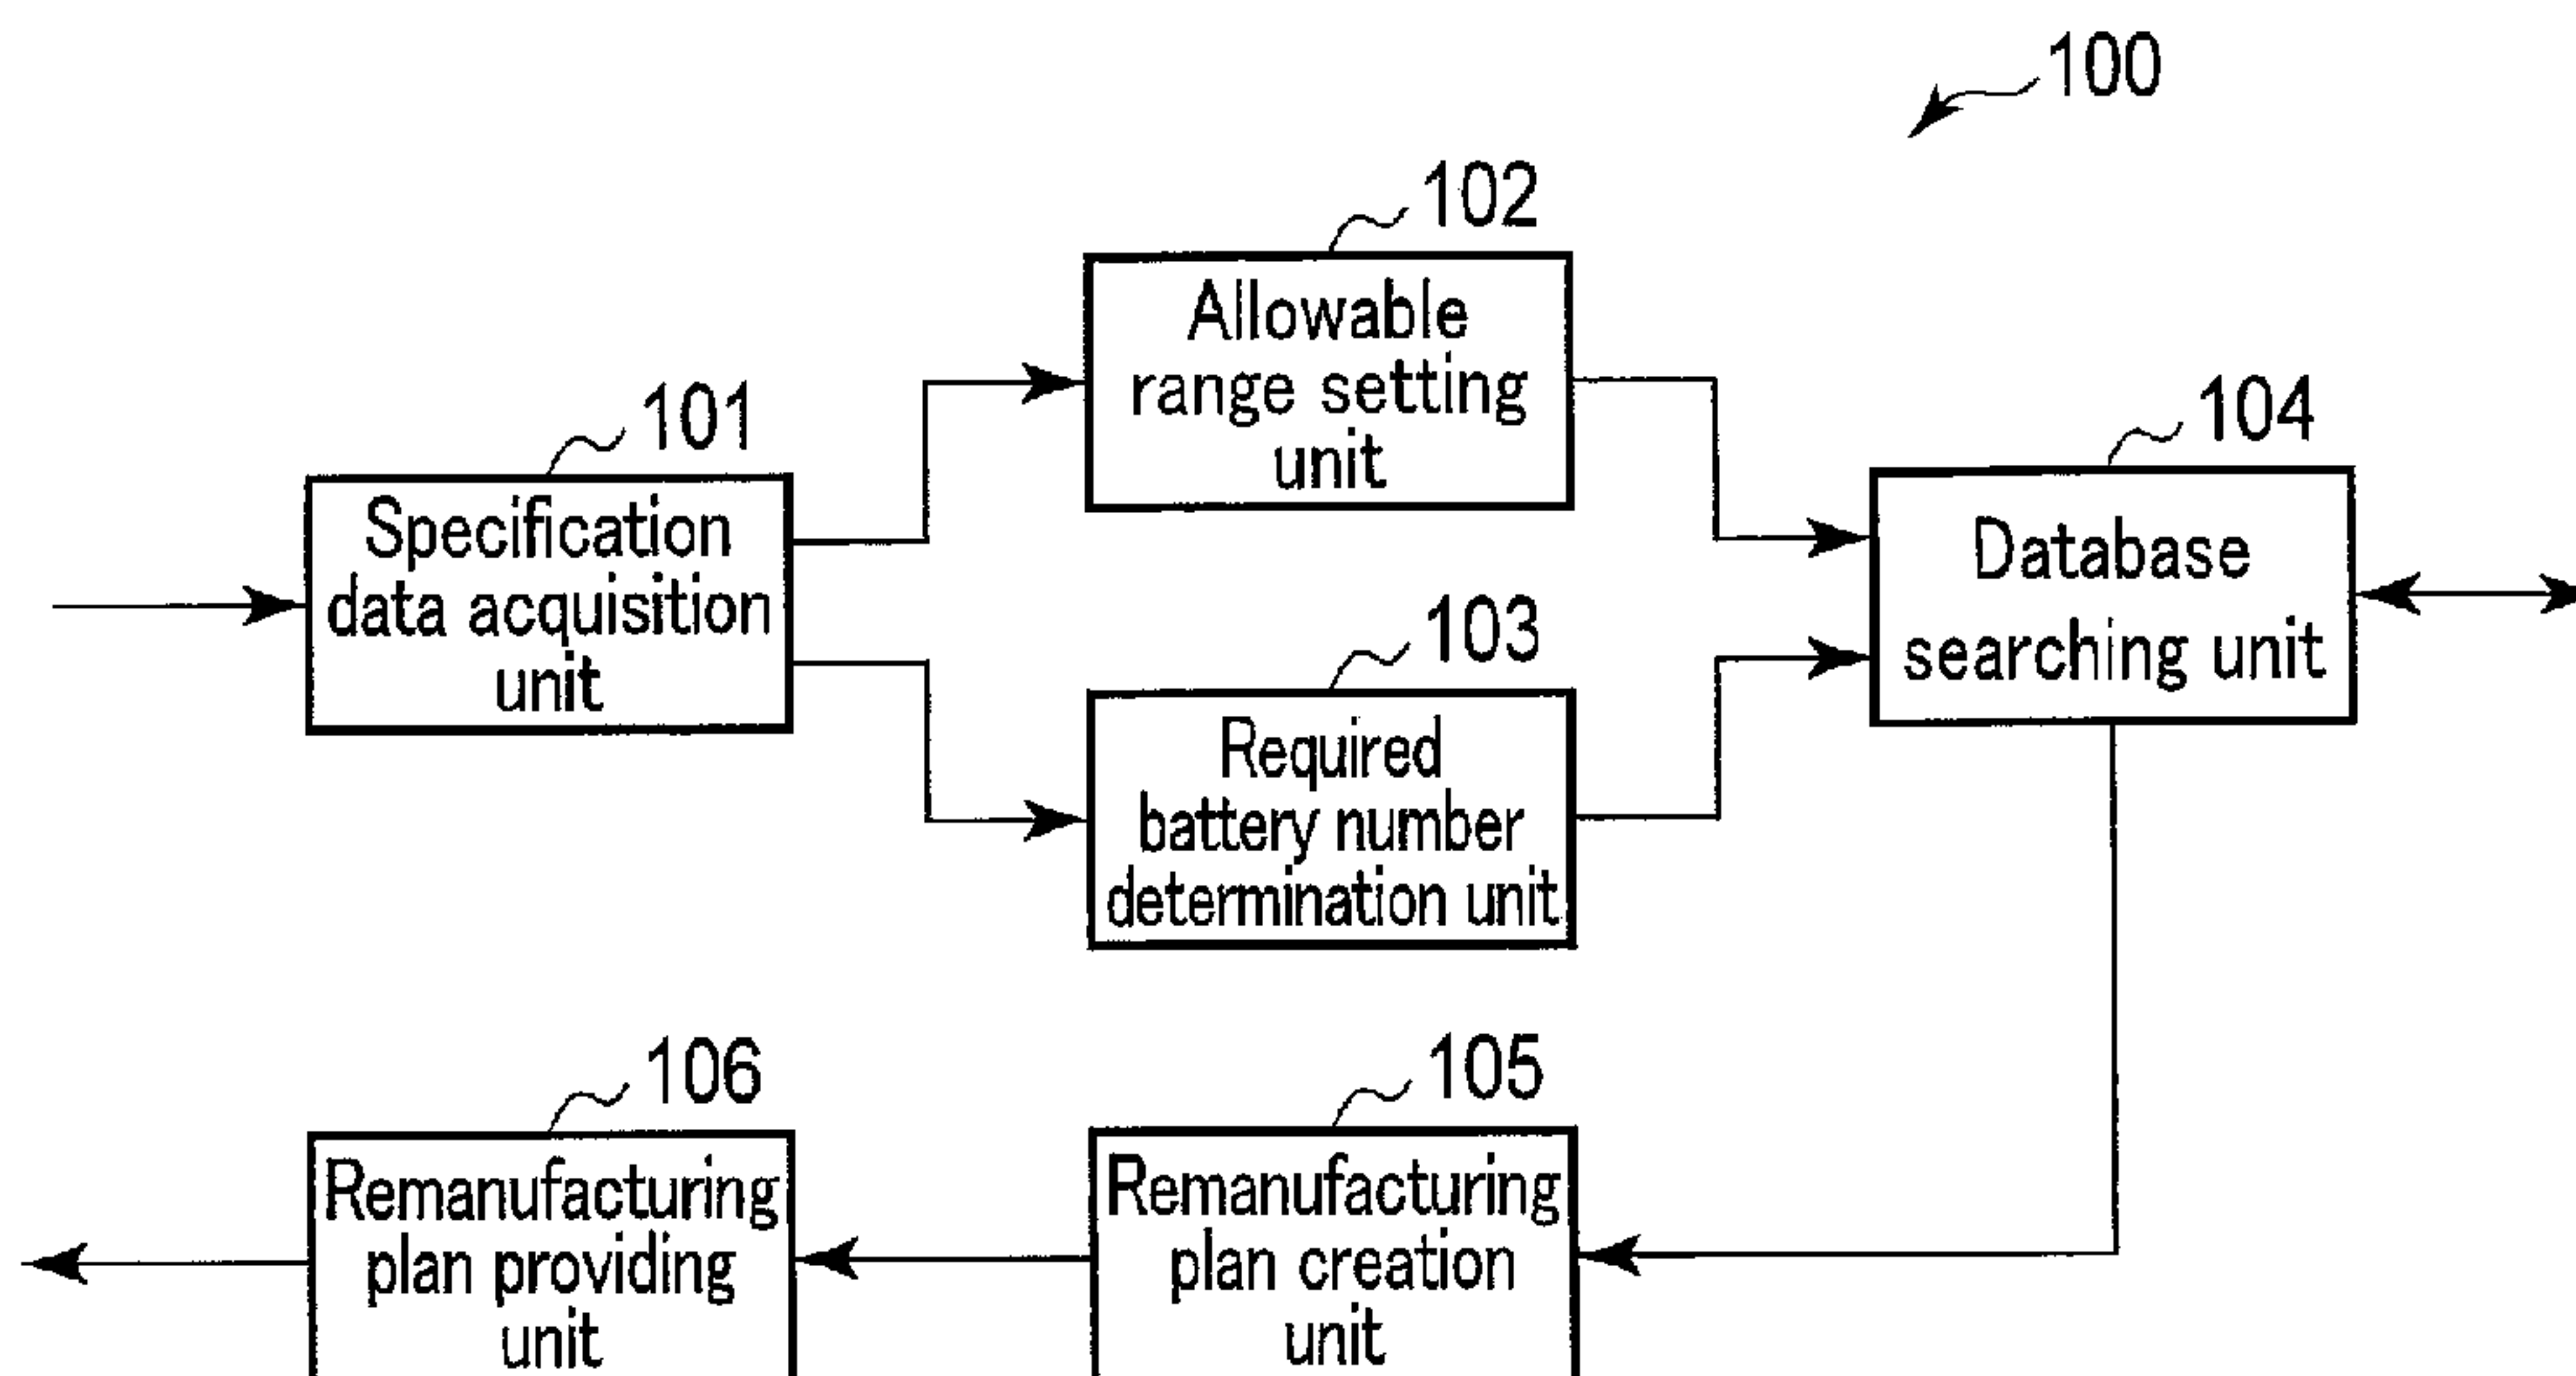 100
102
Allowable
range setting
unit
101
Specification
data acquisition
unit
104
Database
searching unit
103
Required
battery number
determination unit
106
Remanufacturing
plan providing
unit
105
Remanufacturing
plan creation
unit